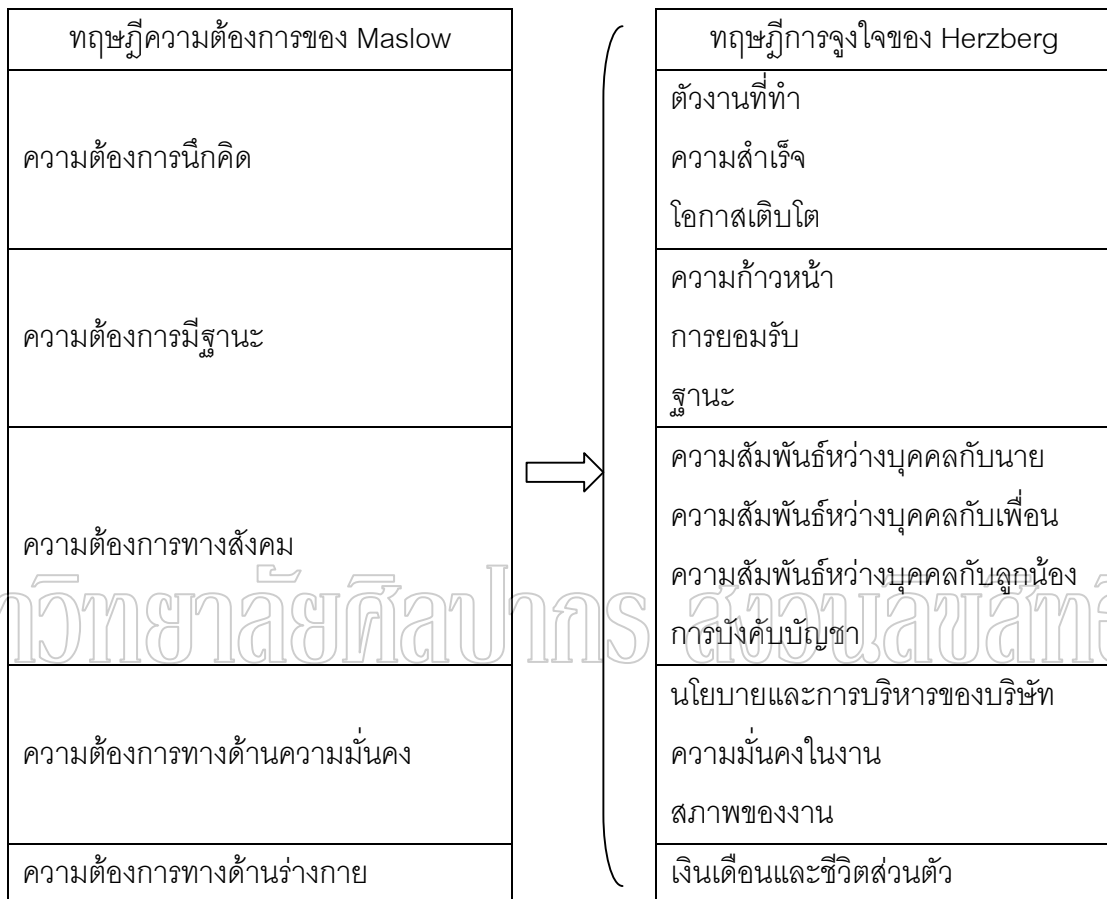 ทฤษฎีความต้องการของ Maslow
ความต้องการนึกคิด
ความต้องการมีฐานะ
ความต้องการทางสังคม
ความต้องการทางด้านความมั่นคง
ความต้องการทางด้านร่างกาย
ทฤษฎีการจูงใจของ Herzberg
ตัวงานที่ทำ
ความสำเร็จ
โอกาสเติบโต
ความก้าวหน้า
การยอมรับ
ฐานะ
ความสัมพันธ์หว่างบุคคลกับนาย
ความสัมพันธ์หว่างบุคคลกับเพื่อน
ความสัมพันธ์หว่างบุคคลกับลูกน้อง
การบังคับบัญชา
นโยบายและการบริหารของบริษัท
ความมั่นคงในงาน
สภาพของงาน
เงินเดือนและชีวิตส่วนตัว
าวิทยาลัยศิลปากร สงวนลิขสิทธิ